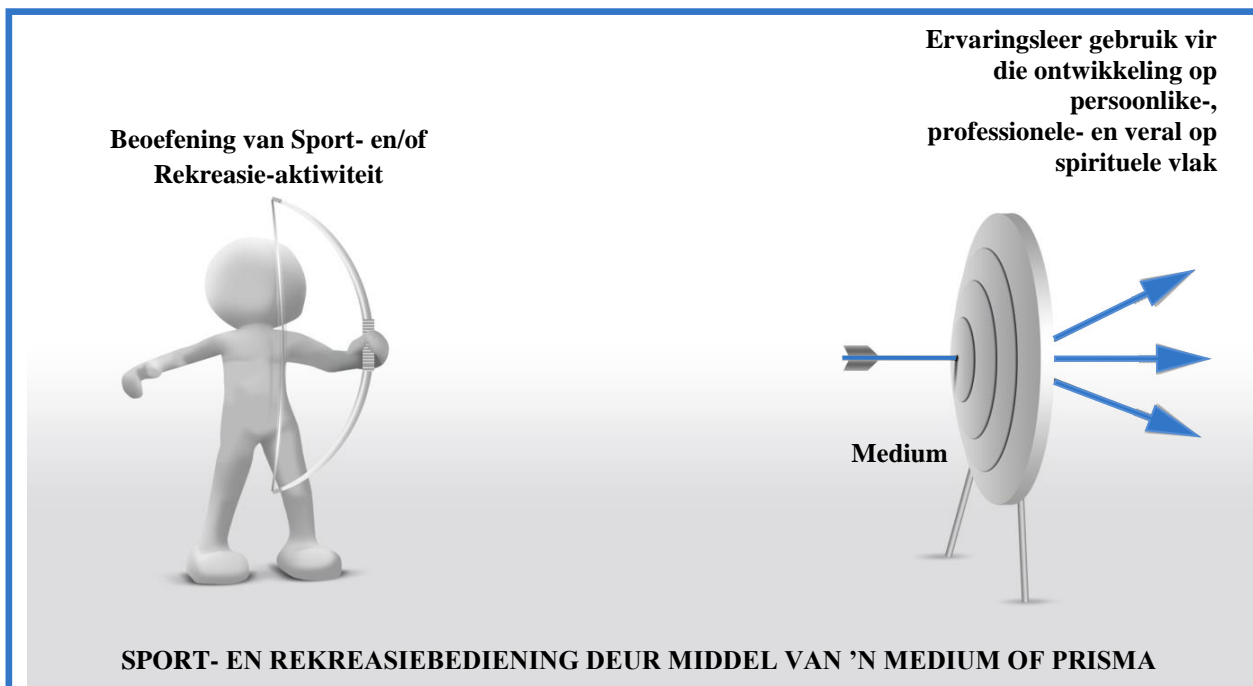 Ervaringsleer gebruik vir
die ontwikkeling op
persoonlike-,
professionele- en veral op
spirituele vlak
Beoefening van Sport- en/of
Rekreasie-aktiwiteit
Medium
SPORT- EN REKREASIEBEDIENING DEUR MIDDEL VAN ’N MEDIUM OF PRISMA